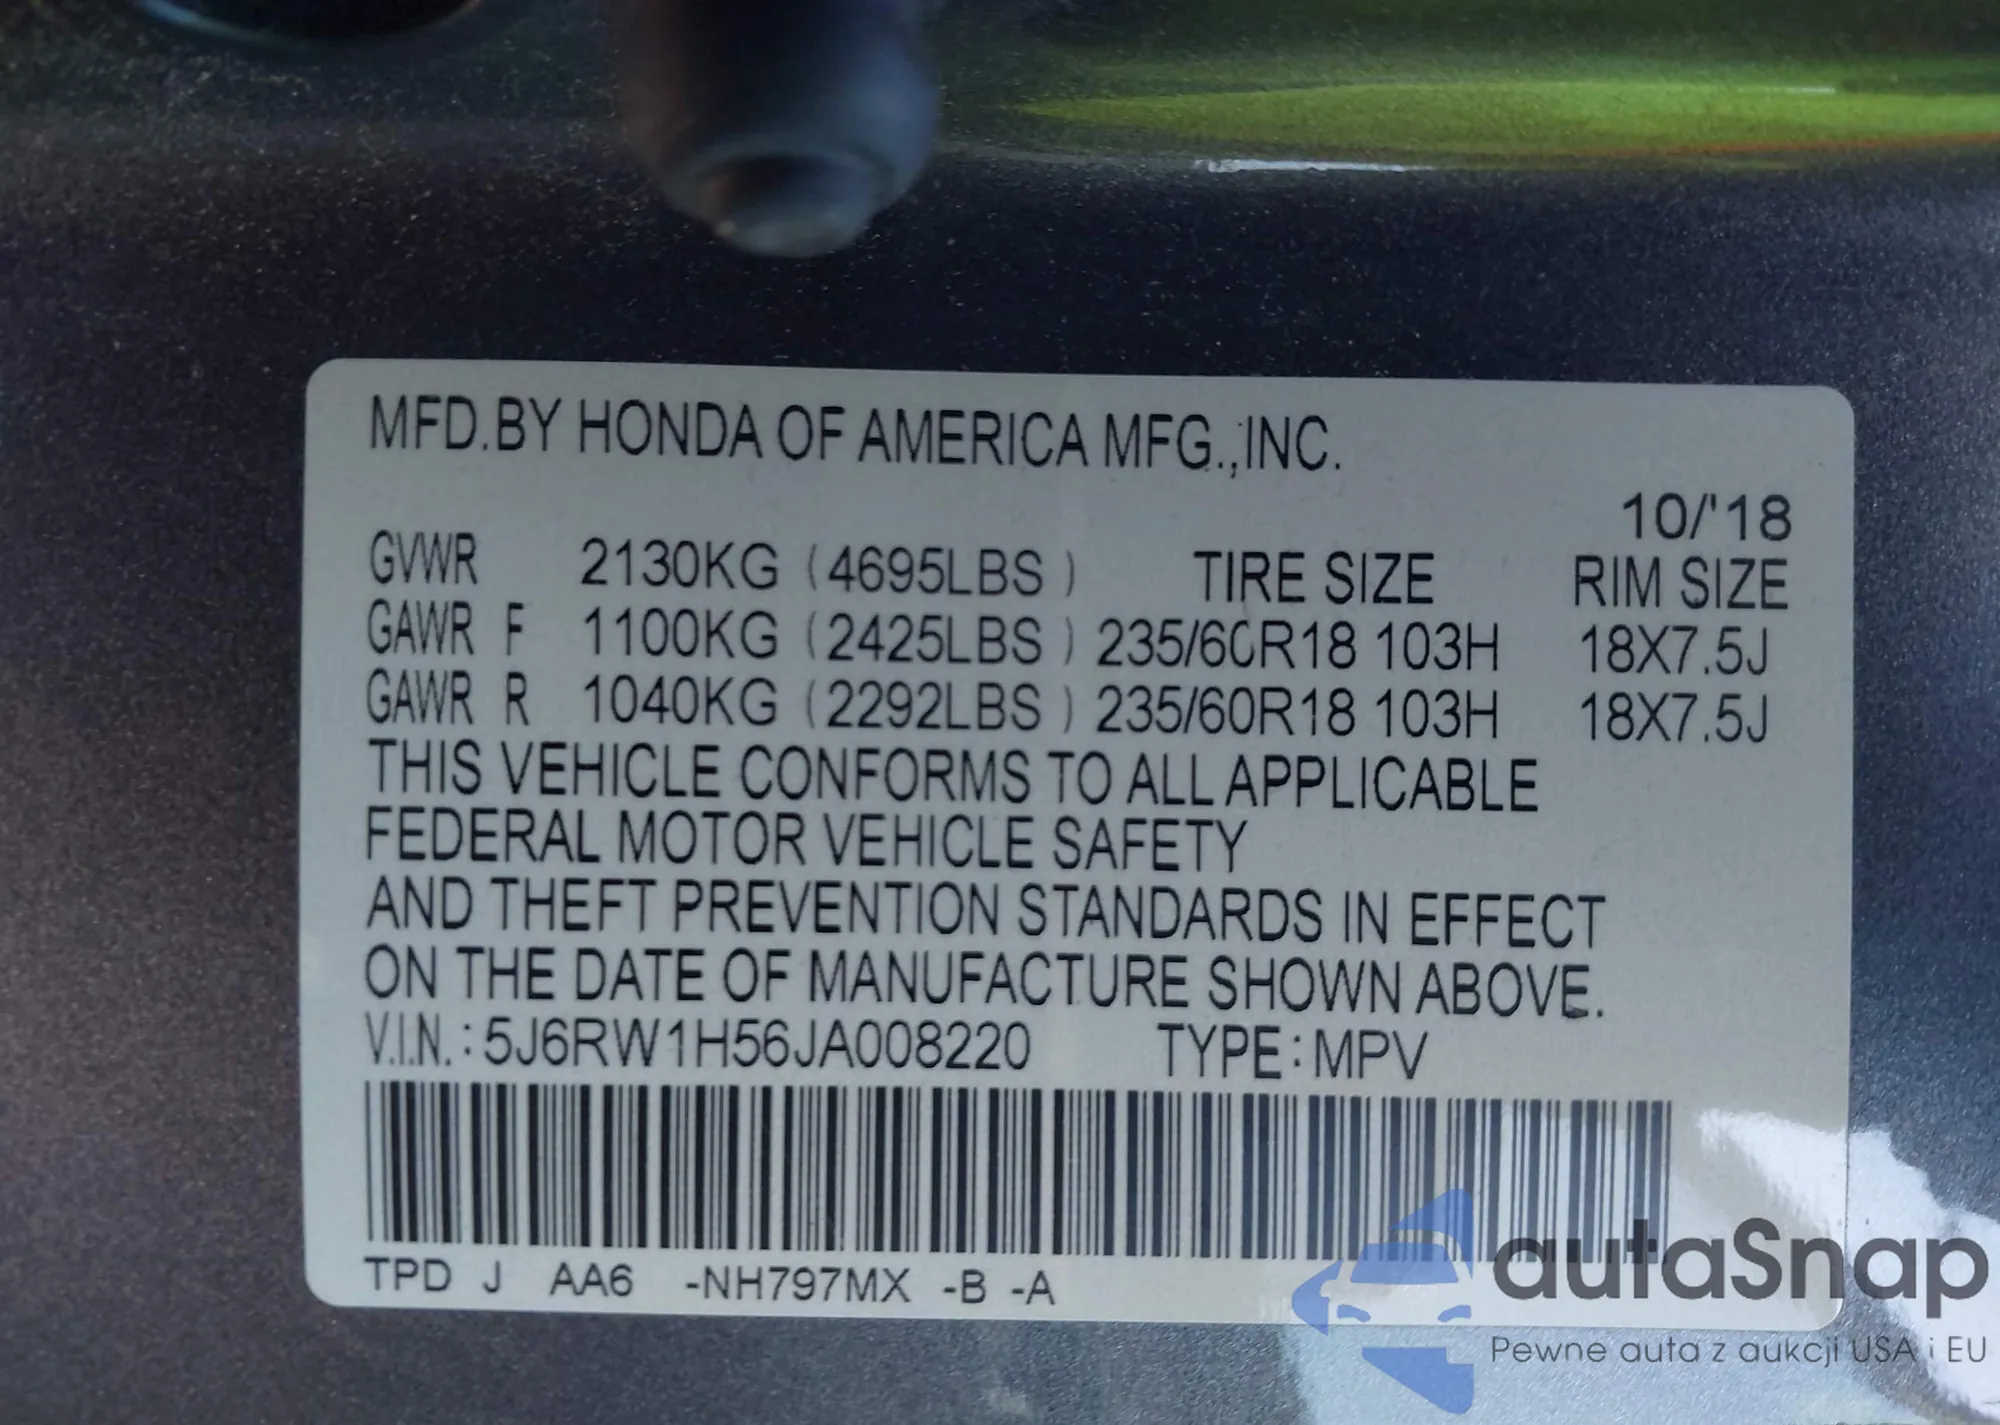 MFD.BY HONDA OF AMERICA MFG.,INC.
10/'18
GVWR 2130KG (4695LBS) TIRE SIZE RIM SIZE
GAWR F 1100KG (2425LBS) 235/60R18 103H 18X7.5J
GAWR R 1040KG (2292LBS) 235/60R18 103H 18X7.5J
THIS VEHICLE CONFORMS TO ALL APPLICABLE
FEDERAL MOTOR VEHICLE SAFETY
AND THEFT PREVENTION STANDARDS IN EFFECT
ON THE DATE OF MANUFACTURE SHOWN ABOVE.
V.I.N.: 5J6RW1H56JA008220 TYPE: MPV
TPD J AA6 -NH797MX -B -A
autaSnap
Pewne auta z aukcji USA i EU